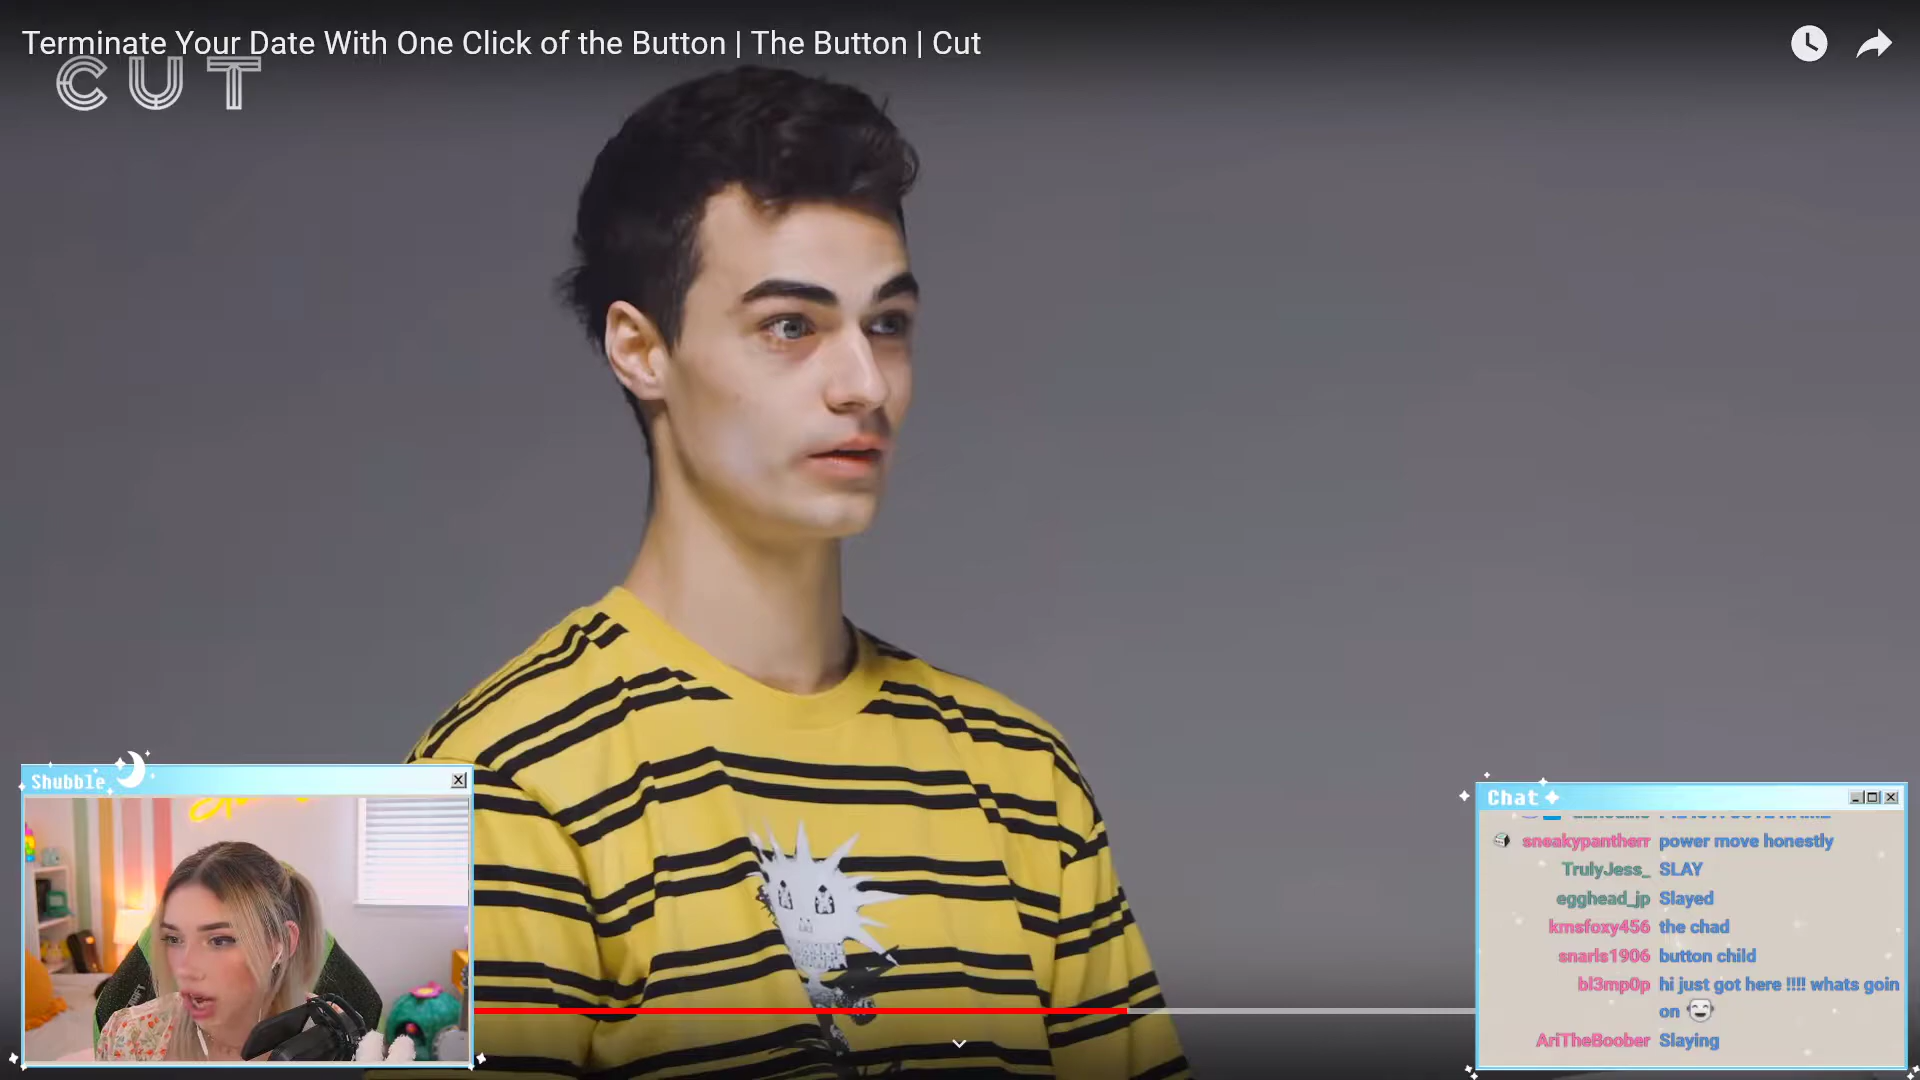 Terminate Your Date With One Click of the Button | The Button | Cut
CUT
Shubble
Chat
sneakypantherr power move honestly
TrulyJess_ SLAY
egghead_jp Slayed
kmsfoxy456 the chad
snarls1906 button child
bl3mp0p hi just got here !!!! whats goin
on
AriTheBoober Slaying